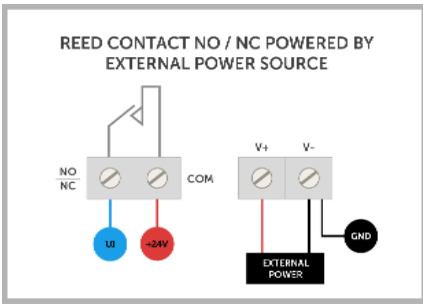 REED CONTACT NO / NC POWERED BY
EXTERNAL POWER SOURCE
V+ V-
NO
NC
COM
UI
+24V
GND
EXTERNAL
POWER